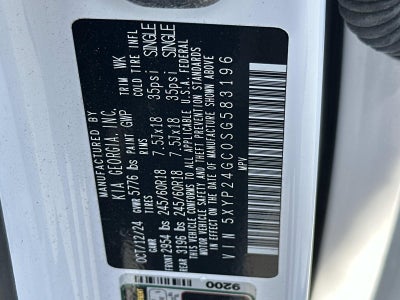 MANUFACTURED BY
KIA GEORGIA, INC.
OCT/12/24 GVWR 5776 lbs PAINT GWP TRIM WK
GAWR TIRES RIMS COLD TIRE INFL
FRONT 2954 lbs 245/60R18 7.5Jx18 35psi SINGLE
REAR 3196 lbs 245/60R18 7.5Jx18 35psi SINGLE
THIS VEHICLE CONFORMS TO ALL APPLICABLE U.S.A. FEDERAL
MOTOR VEHICLE SAFETY AND THEFT PREVENTION STANDARDS
IN EFFECT ON THE DATE OF MANUFACTURE SHOWN ABOVE
VIN 5XYP24GC0SG583196
MPV
9200